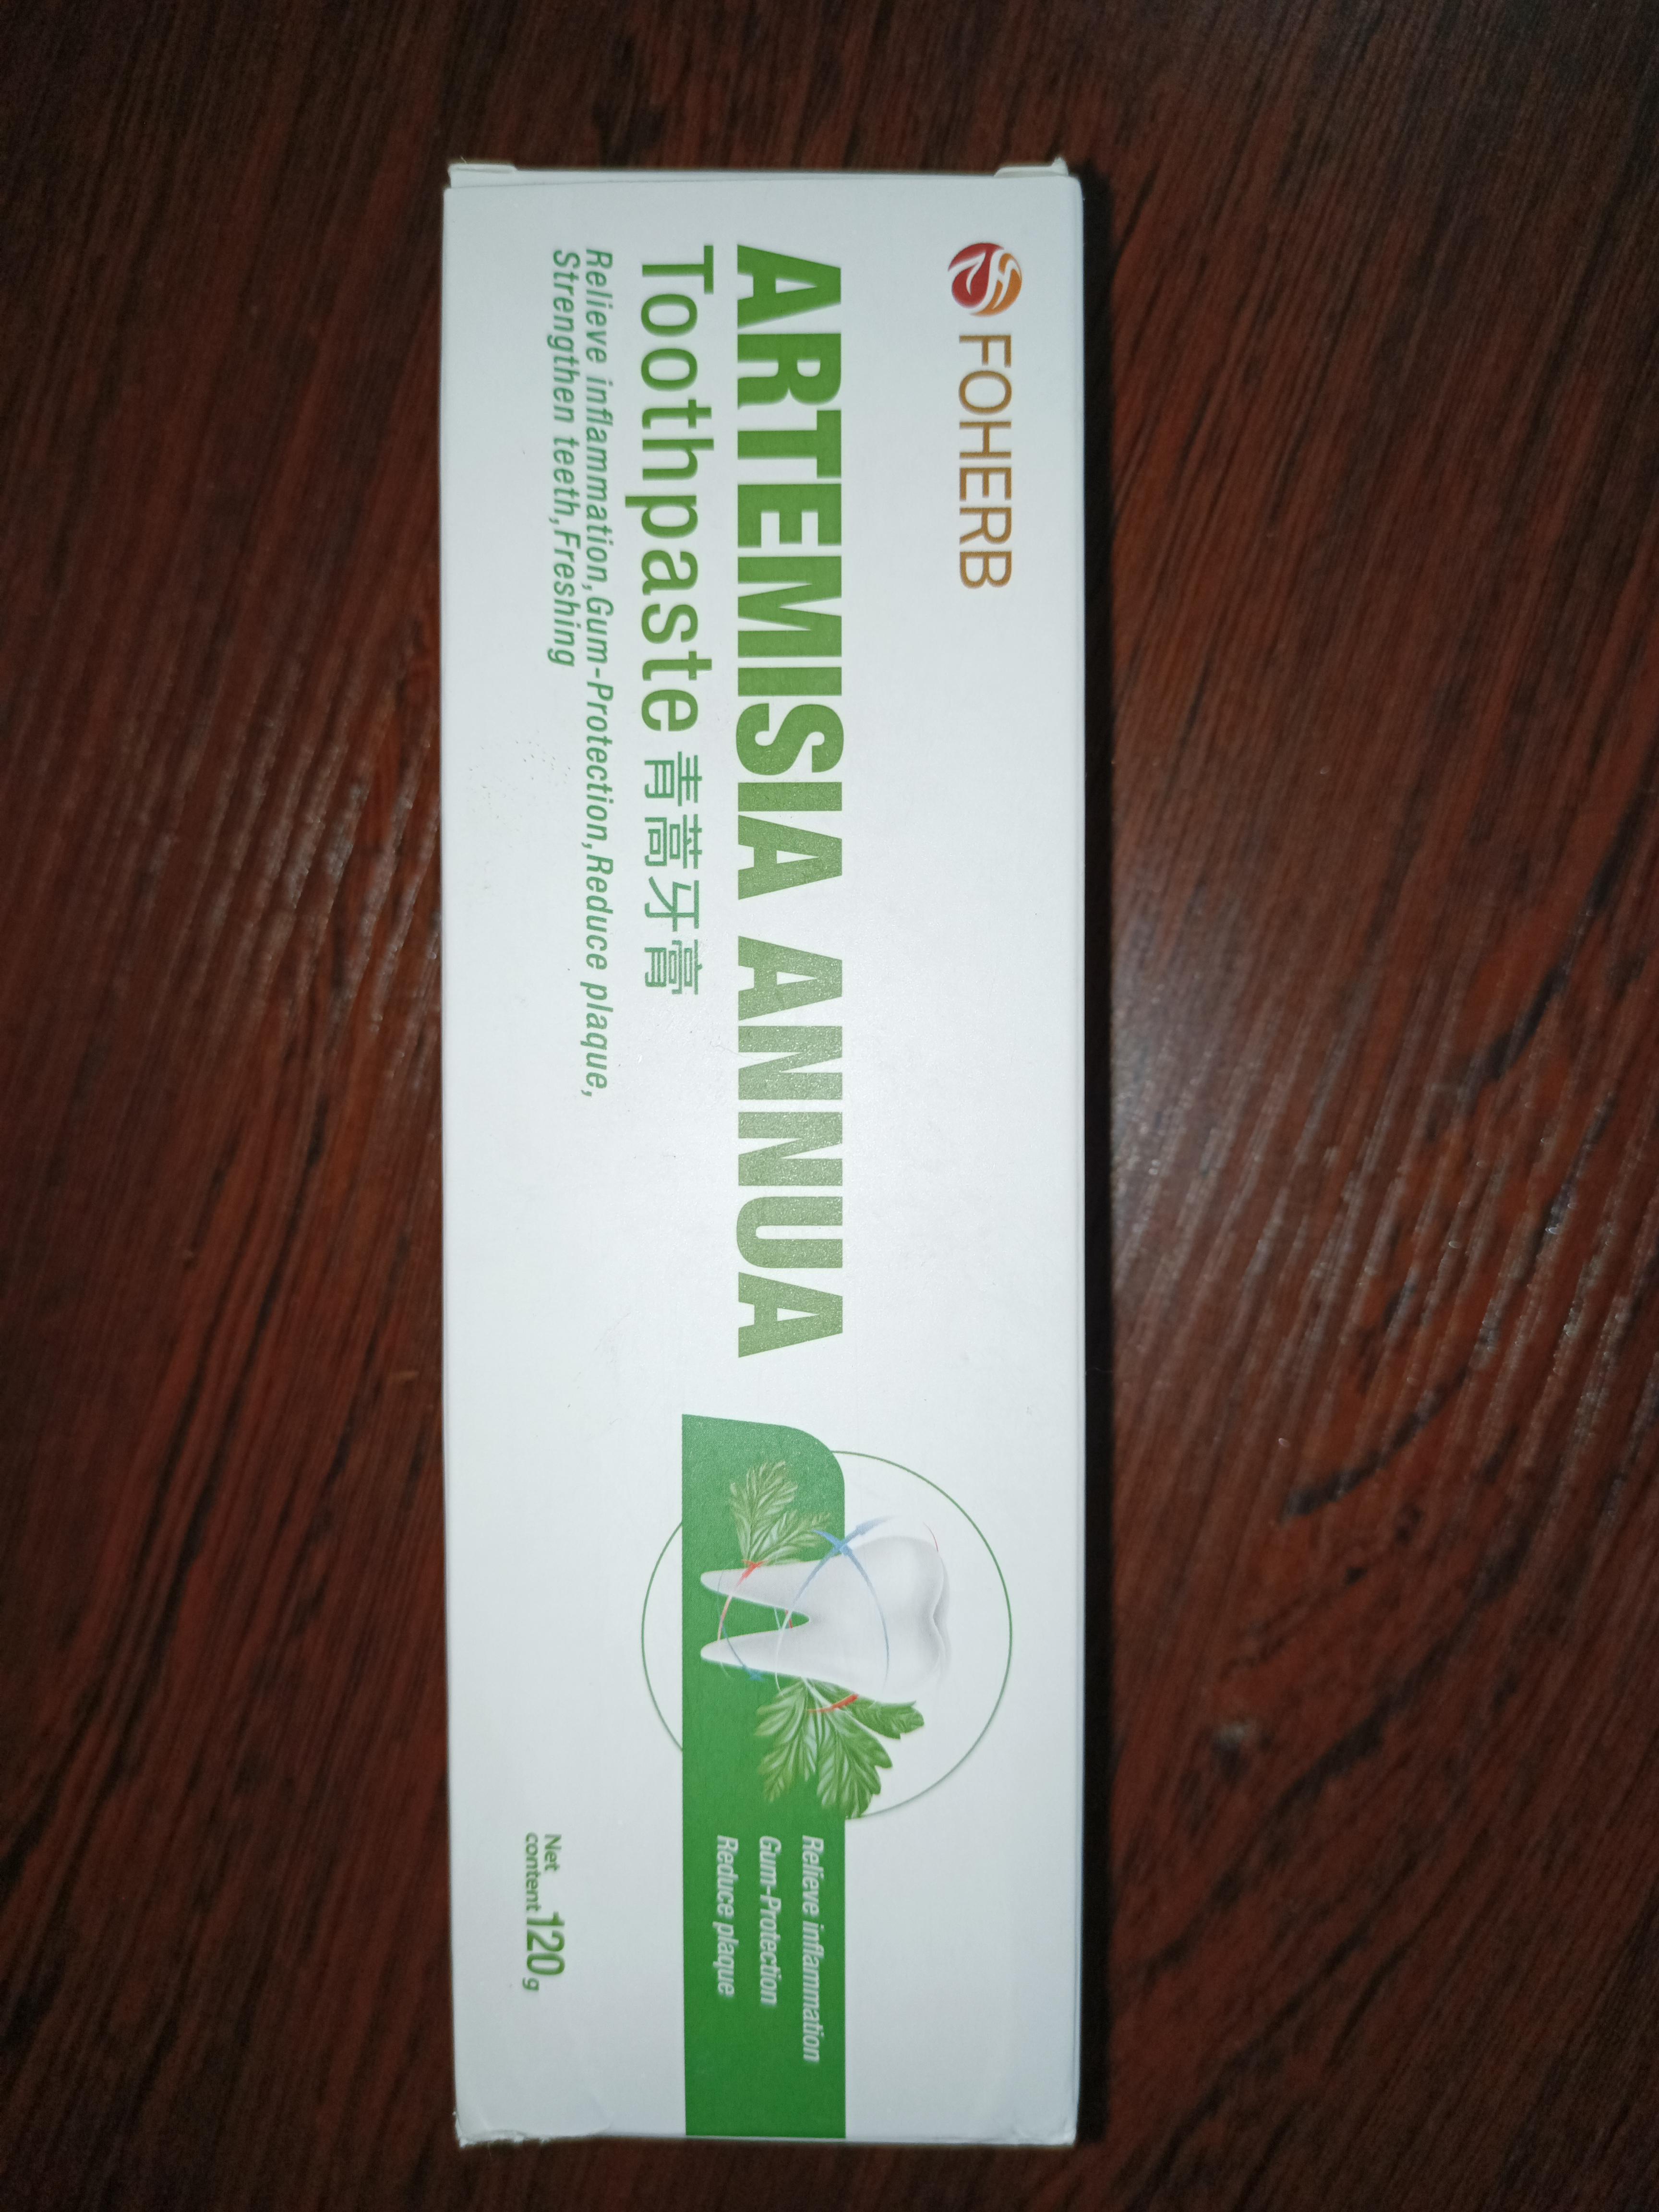 FOHERB
ARTEMISIA ANNUA
Toothpaste 青蒿牙膏
Relieve inflammation,Gum-Protection,Reduce plaque,
Strengthen teeth,Freshing
Relieve inflammation
Gum-Protection
Reduce plaque
Net
content 120g